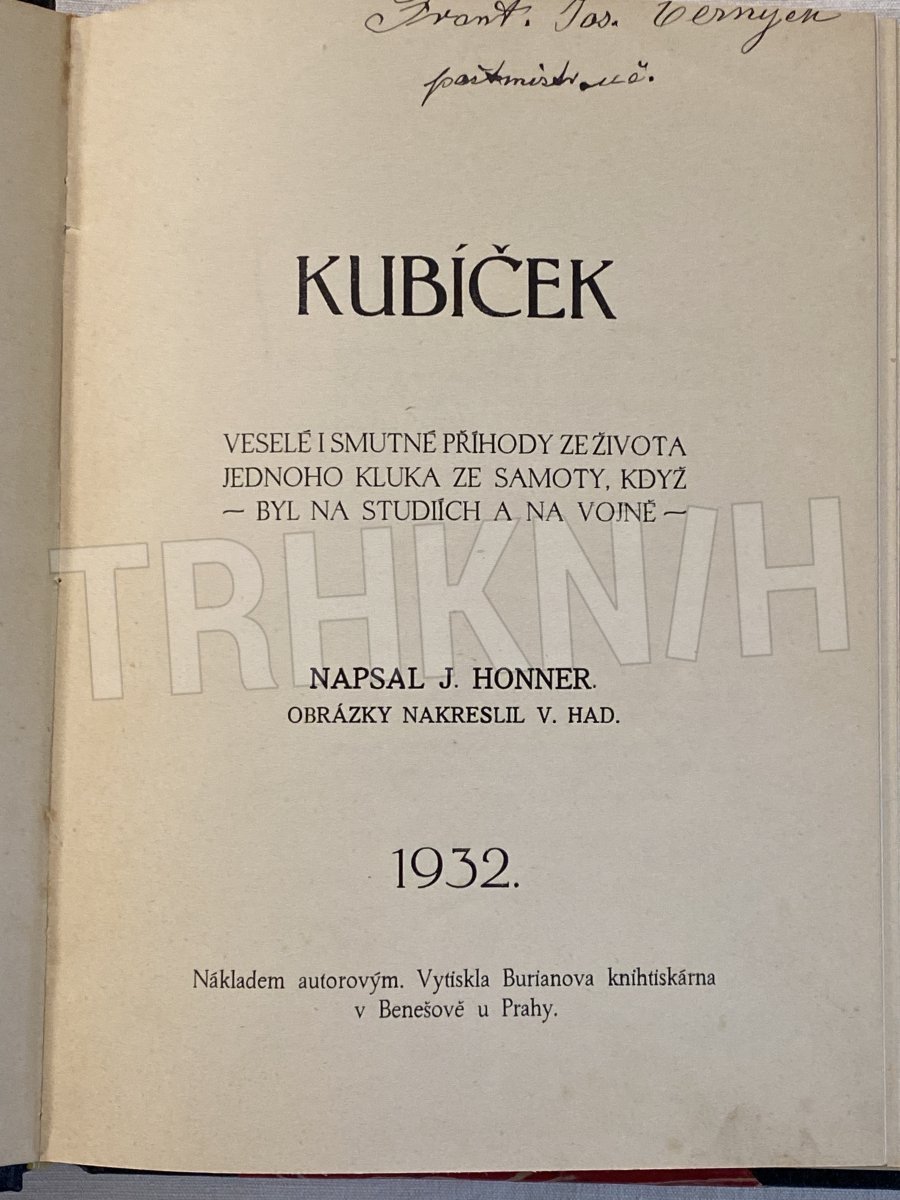 Frant. Jos.
KUBÍČEK
VESELÉ I SMUTNÉ PŘÍHODY ZE ŽIVOTA
JEDNOHO KLUKA ZE SAMOTY, KDYŽ
— BYL NA STUDIÍCH A NA VOJNĚ —
TRHKNIH
NAPSAL J. HONNER.
OBRÁZKY NAKRESLIL V. HAD.
1932.
Nákladem autorovým. Vytiskla Burianova knihtiskárna
v Benešově u Prahy.